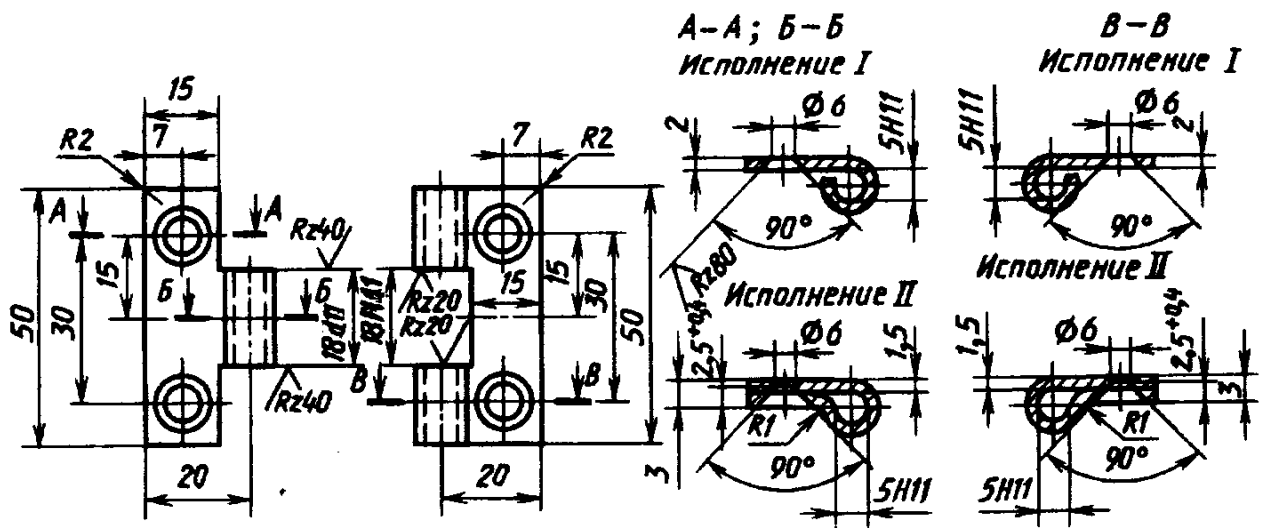 А–А; Б–Б
Исполнение I
В–В
Испопнение I
15
7
R2
7
R2
2
Ø6
5H11
5H11
Ø6
2
А
А
Rz40
15
Б
Б
50
30
18d11
18H11
Rz20
Rz20
15
15
30
50
В
В
Rz40
20
20
90°
Rz80
90°
Исполнение II
Исполнение II
2,5+0,4
Ø6
1,5
1,5
Ø6
2,5+0,4
3
R1
90°
5H11
3
R1
90°
5H11